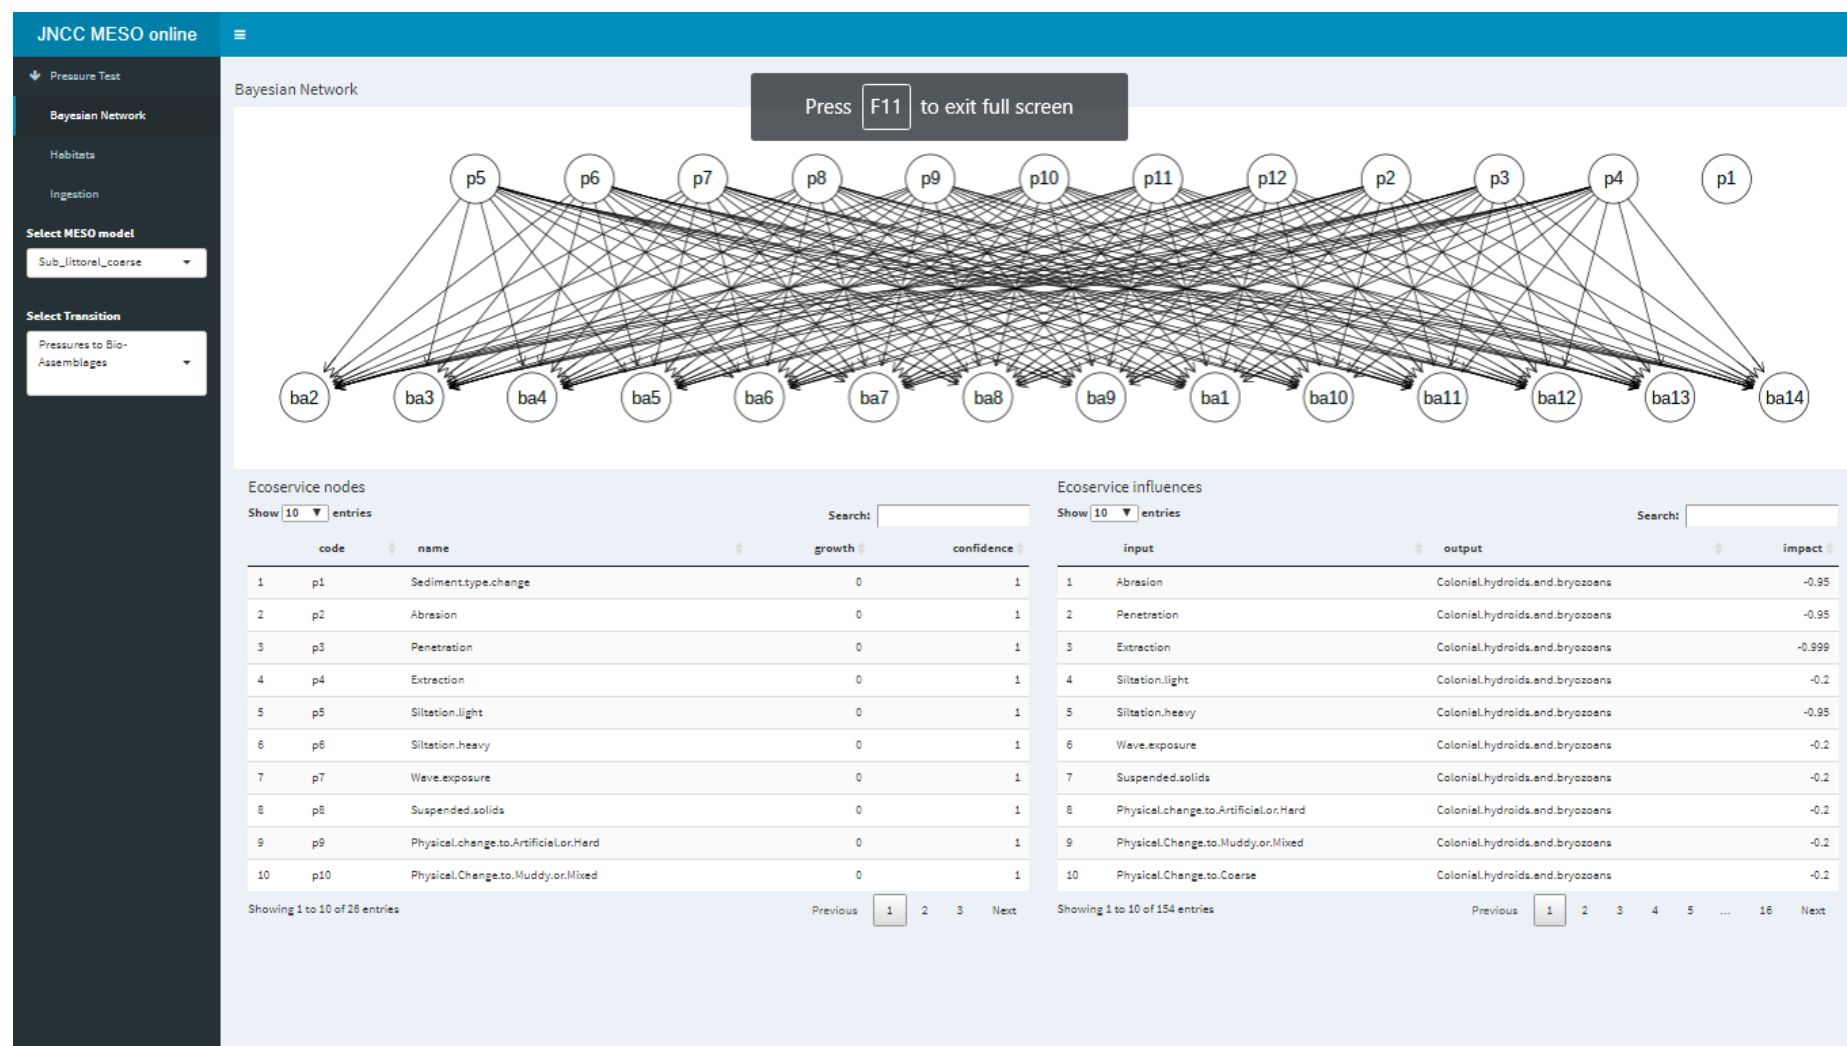 JNCC MESO online
Pressure Test
Bayesian Network
Habitats
Ingestion
Select MESO model
Sub_littoral_coarse
Select Transition
Pressures to Bio-
Assemblages
Bayesian Network
Press F11 to exit full screen
p5 p6 p7 p8 p9 p10 p11 p12 p2 p3 p4 p1
ba2 ba3 ba4 ba5 ba6 ba7 ba8 ba9 ba1 ba10 ba11 ba12 ba13 ba14
Ecoservice nodes
Show 10 entries
Search:
code name growth confidence
1 p1 Sediment.type.change 0 1
2 p2 Abrasion 0 1
3 p3 Penetration 0 1
4 p4 Extraction 0 1
5 p5 Siltation.light 0 1
6 p6 Siltation.heavy 0 1
7 p7 Wave.exposure 0 1
8 p8 Suspended.solids 0 1
9 p9 Physical.change.to.Artificial.or.Hard 0 1
10 p10 Physical.Change.to.Muddy.or.Mixed 0 1
Showing 1 to 10 of 26 entries
Previous 1 2 3 Next
Ecoservice influences
Show 10 entries
Search:
input output impact
1 Abrasion Colonial.hydroids.and.bryozoans -0.95
2 Penetration Colonial.hydroids.and.bryozoans -0.95
3 Extraction Colonial.hydroids.and.bryozoans -0.999
4 Siltation.light Colonial.hydroids.and.bryozoans -0.2
5 Siltation.heavy Colonial.hydroids.and.bryozoans -0.95
6 Wave.exposure Colonial.hydroids.and.bryozoans -0.2
7 Suspended.solids Colonial.hydroids.and.bryozoans -0.2
8 Physical.change.to.Artificial.or.Hard Colonial.hydroids.and.bryozoans -0.2
9 Physical.Change.to.Muddy.or.Mixed Colonial.hydroids.and.bryozoans -0.2
10 Physical.Change.to.Coarse Colonial.hydroids.and.bryozoans -0.2
Showing 1 to 10 of 154 entries
Previous 1 2 3 4 5 ... 16 Next